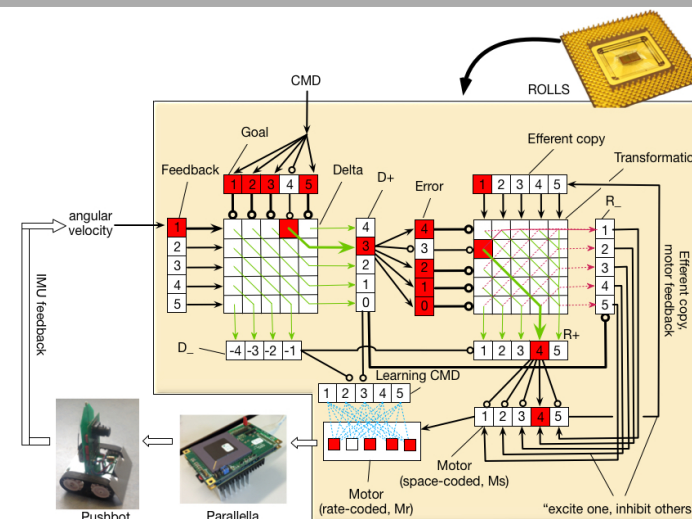 CMD
ROLLS
Goal
Efferent copy
Feedback
Delta
D+
Error
Transformatio
R_
1 2 3 4 5
1 2 3 4 5
angular
velocity
1
2
3
4
5
4
3
2
1
0
4
3
2
1
0
1
2
3
4
5
IMU feedback
Efferent copy,
motor feedback
D_
-4 -3 -2 -1
R+
1 2 3 4 5
Learning CMD
1 2 3 4 5
1 2 3 4 5
Motor
(space-coded, Ms)
Motor
(rate-coded, Mr)
"excite one, inhibit others
Pushbot
Parallella